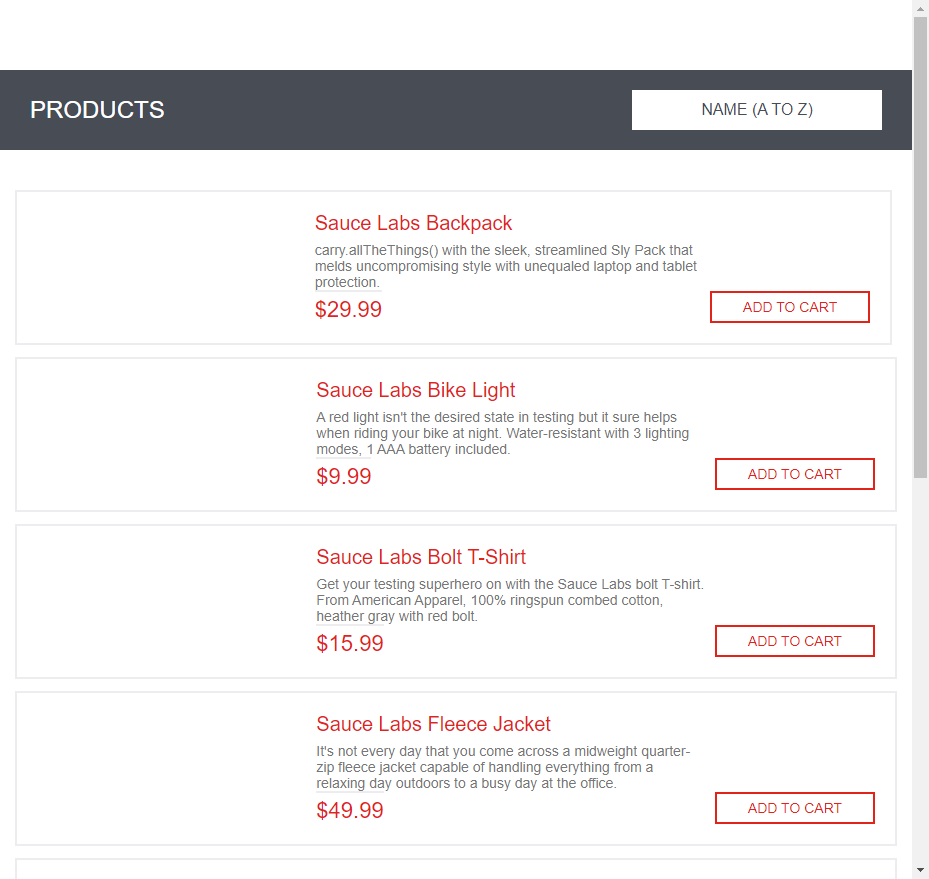 PRODUCTS
NAME (A TO Z)
Sauce Labs Backpack
carry.allTheThings() with the sleek, streamlined Sly Pack that
melds uncompromising style with unequaled laptop and tablet
protection.
$29.99
ADD TO CART
Sauce Labs Bike Light
A red light isn't the desired state in testing but it sure helps
when riding your bike at night. Water-resistant with 3 lighting
modes, 1 AAA battery included.
$9.99
ADD TO CART
Sauce Labs Bolt T-Shirt
Get your testing superhero on with the Sauce Labs bolt T-shirt.
From American Apparel, 100% ringspun combed cotton,
heather gray with red bolt.
$15.99
ADD TO CART
Sauce Labs Fleece Jacket
It's not every day that you come across a midweight quarter-
zip fleece jacket capable of handling everything from a
relaxing day outdoors to a busy day at the office.
$49.99
ADD TO CART